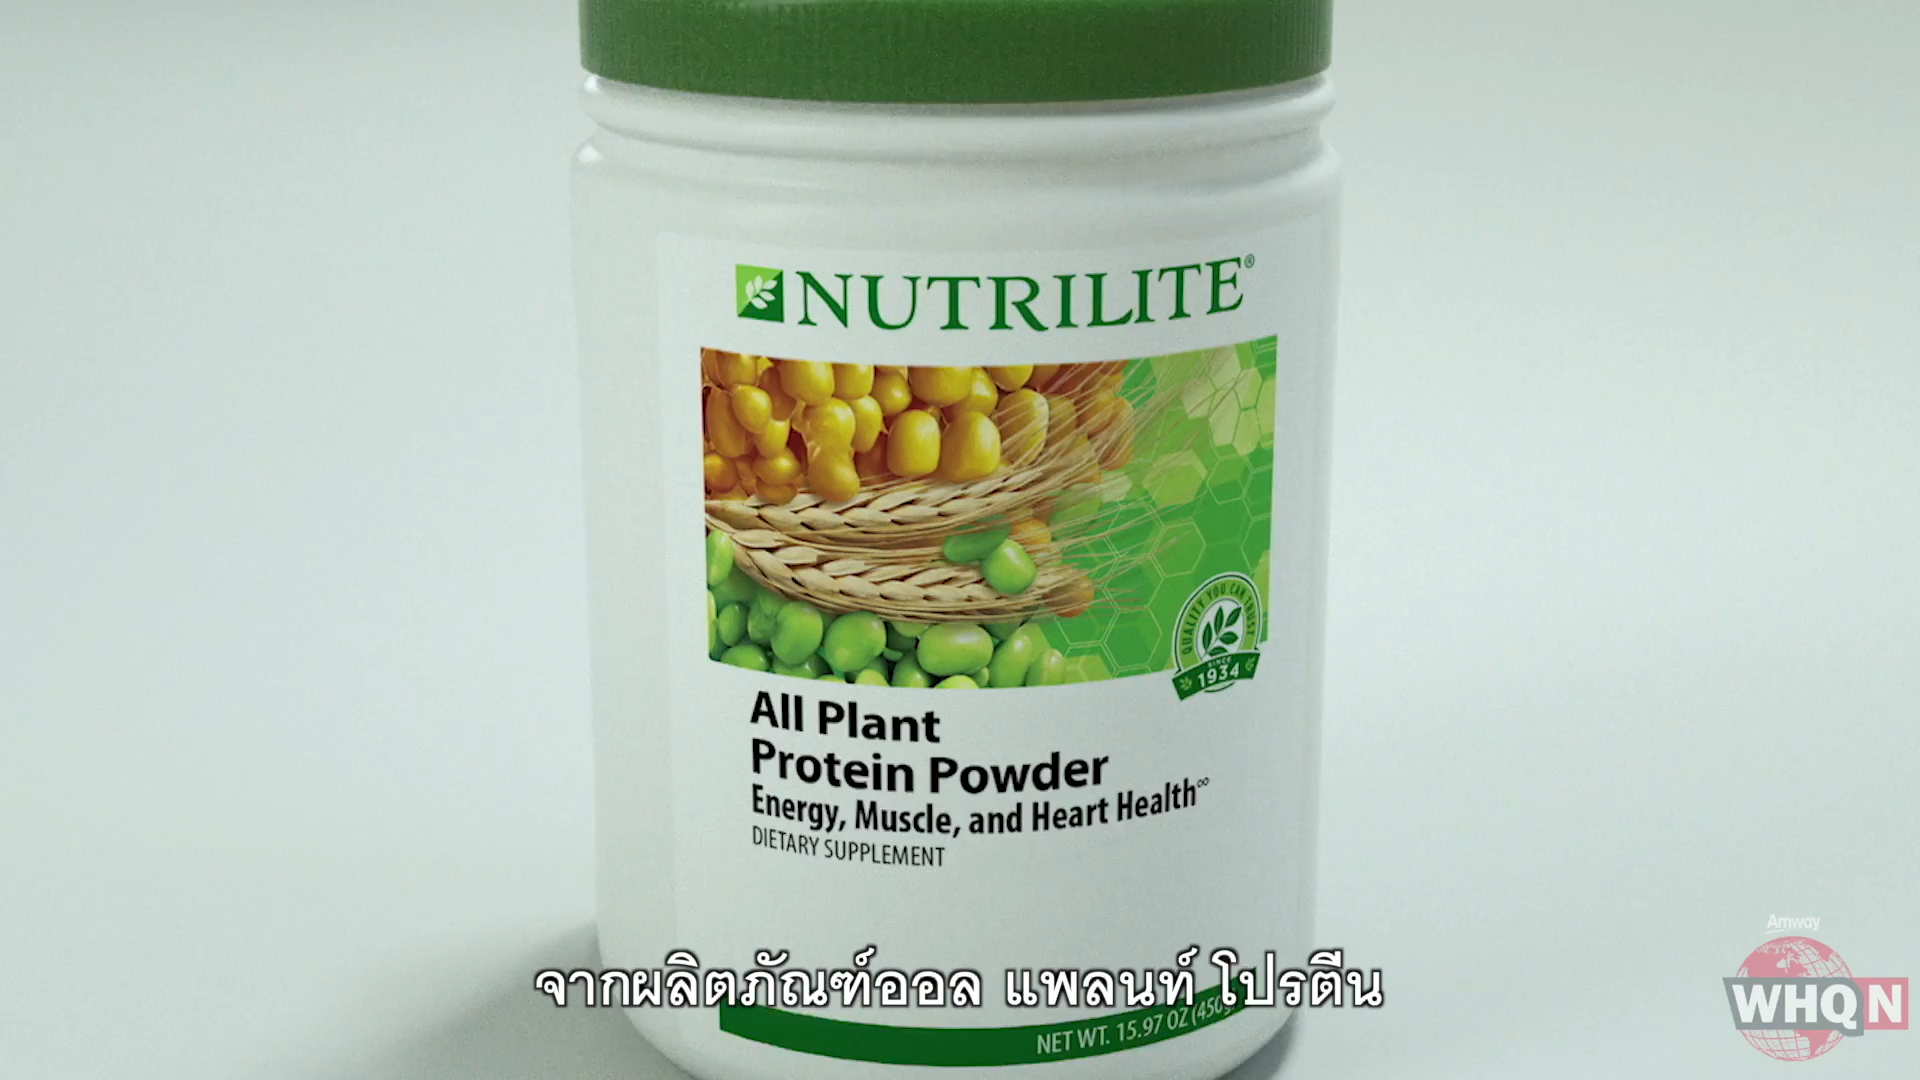 NUTRILITE®
QUALITY YOU CAN TRUST
SINCE
1934
All Plant
Protein Powder
Energy, Muscle, and Heart Health∞
DIETARY SUPPLEMENT
จากผลิตภัณฑ์ออล แพลนท์ โปรตีน
NET WT. 15.97 OZ (450g)
Amway
WHQN